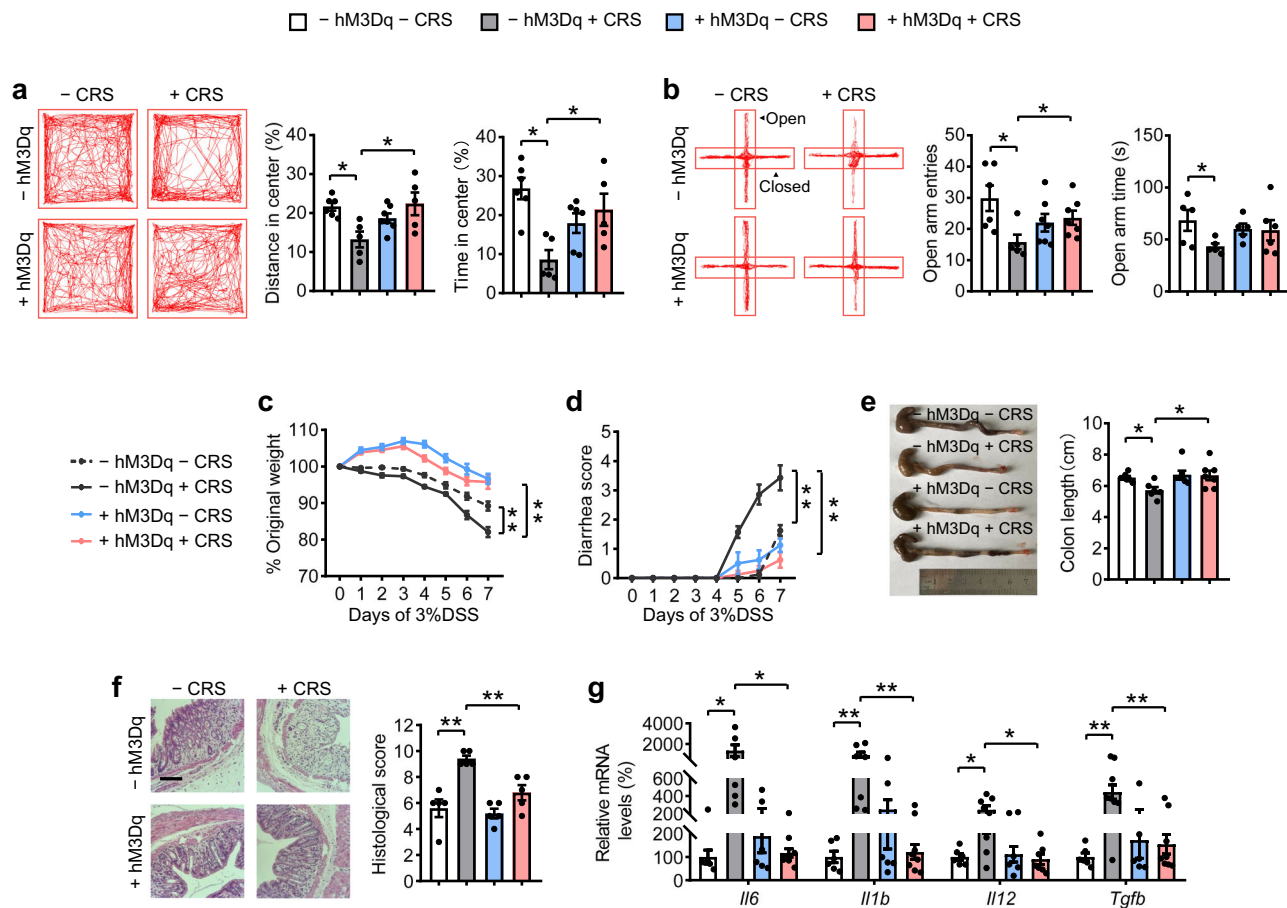 − hM3Dq − CRS − hM3Dq + CRS + hM3Dq − CRS + hM3Dq + CRS
a
− CRS + CRS
− hM3Dq
+ hM3Dq
Distance in center (%)
40
30
20
10
0
* *
Time in center (%)
40
30
20
10
0
* *
b
− CRS + CRS
− hM3Dq
+ hM3Dq
Open
Closed
Open arm entries
50
40
30
20
10
0
* *
Open arm time (s)
150
100
50
0
*
− hM3Dq − CRS
− hM3Dq + CRS
+ hM3Dq − CRS
+ hM3Dq + CRS
c
% Original weight
110
100
90
80
70
0 1 2 3 4 5 6 7
Days of 3%DSS
** **
d
Diarrhea score
5
4
3
2
1
0
0 1 2 3 4 5 6 7
Days of 3%DSS
** **
e
− hM3Dq − CRS
− hM3Dq + CRS
+ hM3Dq − CRS
+ hM3Dq + CRS
Colon length(cm)
10
8
6
4
2
0
* *
f
− CRS + CRS
− hM3Dq
+ hM3Dq
Histological score
12
10
8
6
4
2
0
** **
g
Relative mRNA
levels (%)
4000
2000
600
400
200
200
100
0
* *
** **
* *
** **
Il6 Il1b Il12 Tgfb